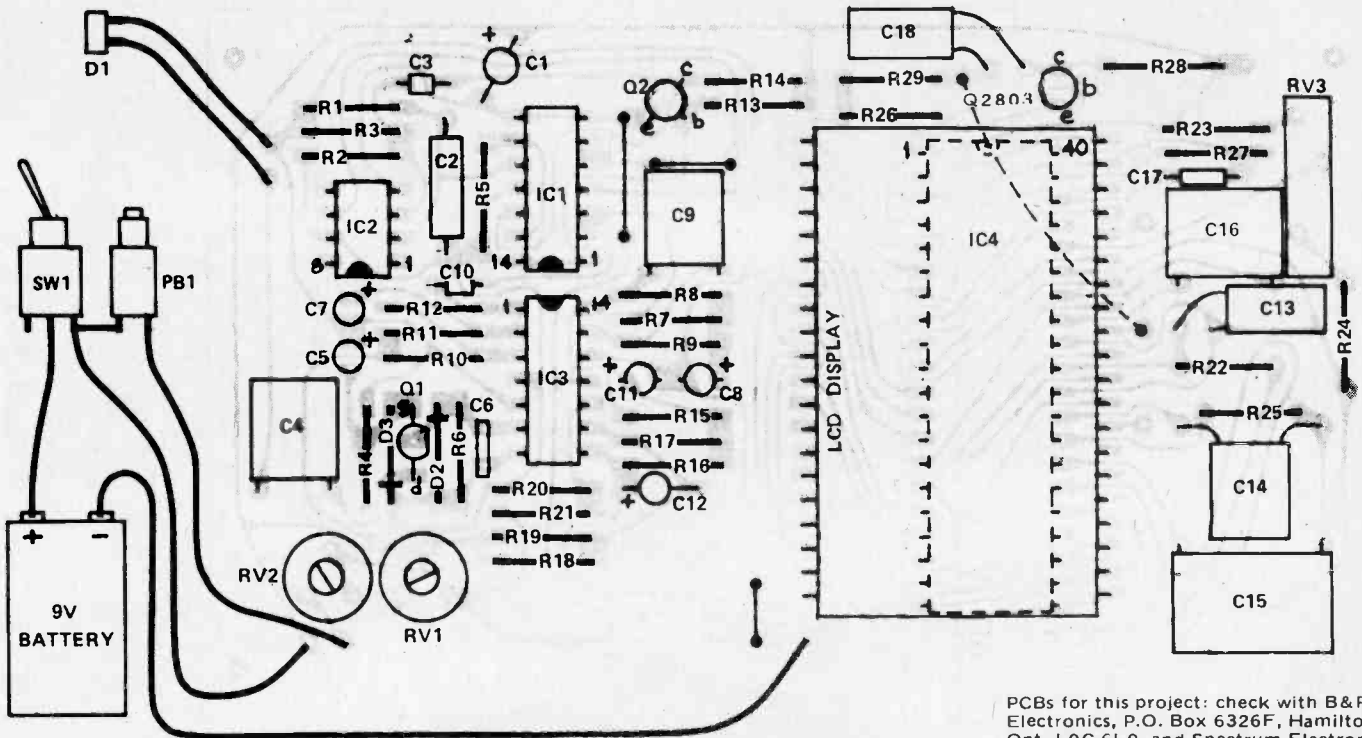 C18
D1
C3
+
C1
Q2
c
e
b
R14
R13
R29
Q2803
c
b
e
R28
RV3
R1
R3
R2
R26
C2
R5
IC1
14
1
R23
R27
C17
C16
IC2
8
1
C9
1
40
IC4
SW1
PB1
C10
C7
+
R12
R11
R10
C5
+
1
14
IC3
R8
R7
R9
+
C11
+
C8
LCD DISPLAY
C13
R24
R22
C4
Q1
g
d
R4
D3
D2
R6
C6
R15
R17
R16
+
C12
R25
C14
R20
R21
R19
R18
C15
+
−
9V
BATTERY
RV2
RV1
PCBs for this project: check with B&F
Electronics, P.O. Box 6326F, Hamilto